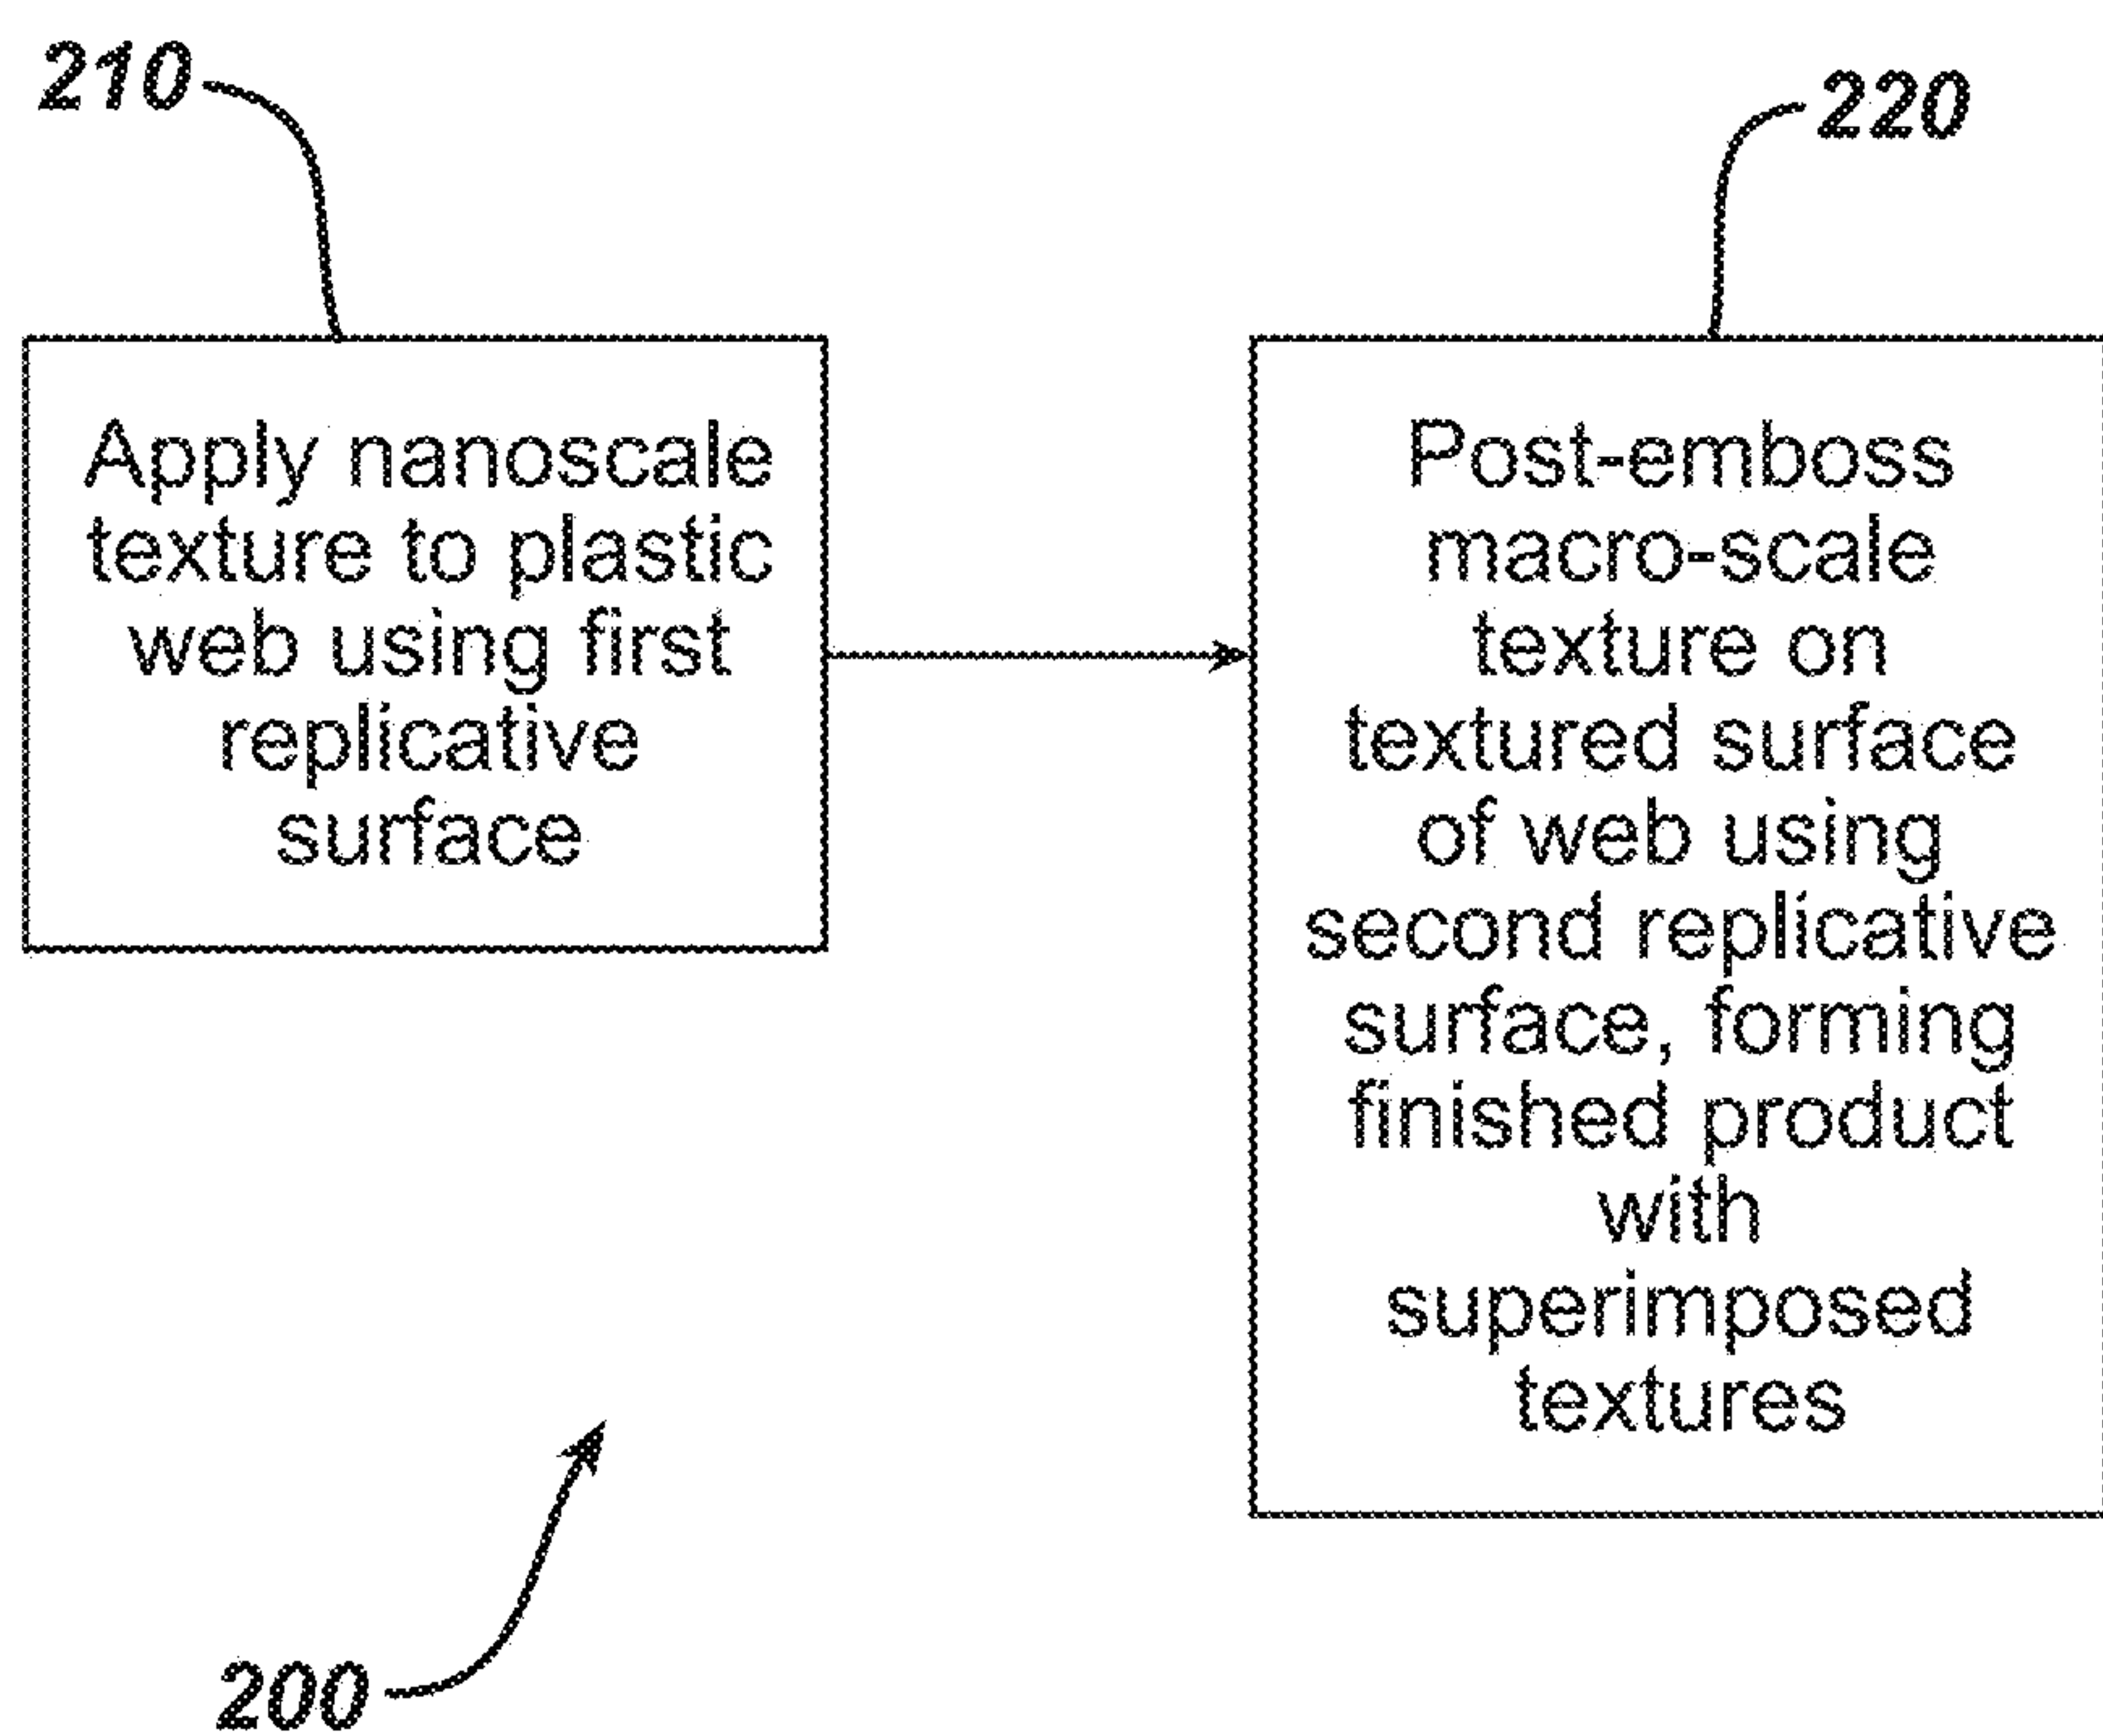 210
220
Apply nanoscale
texture to plastic
web using first
replicative
surface
Post-emboss
macro-scale
texture on
textured surface
of web using
second replicative
surface, forming
finished product
with
superimposed
textures
200